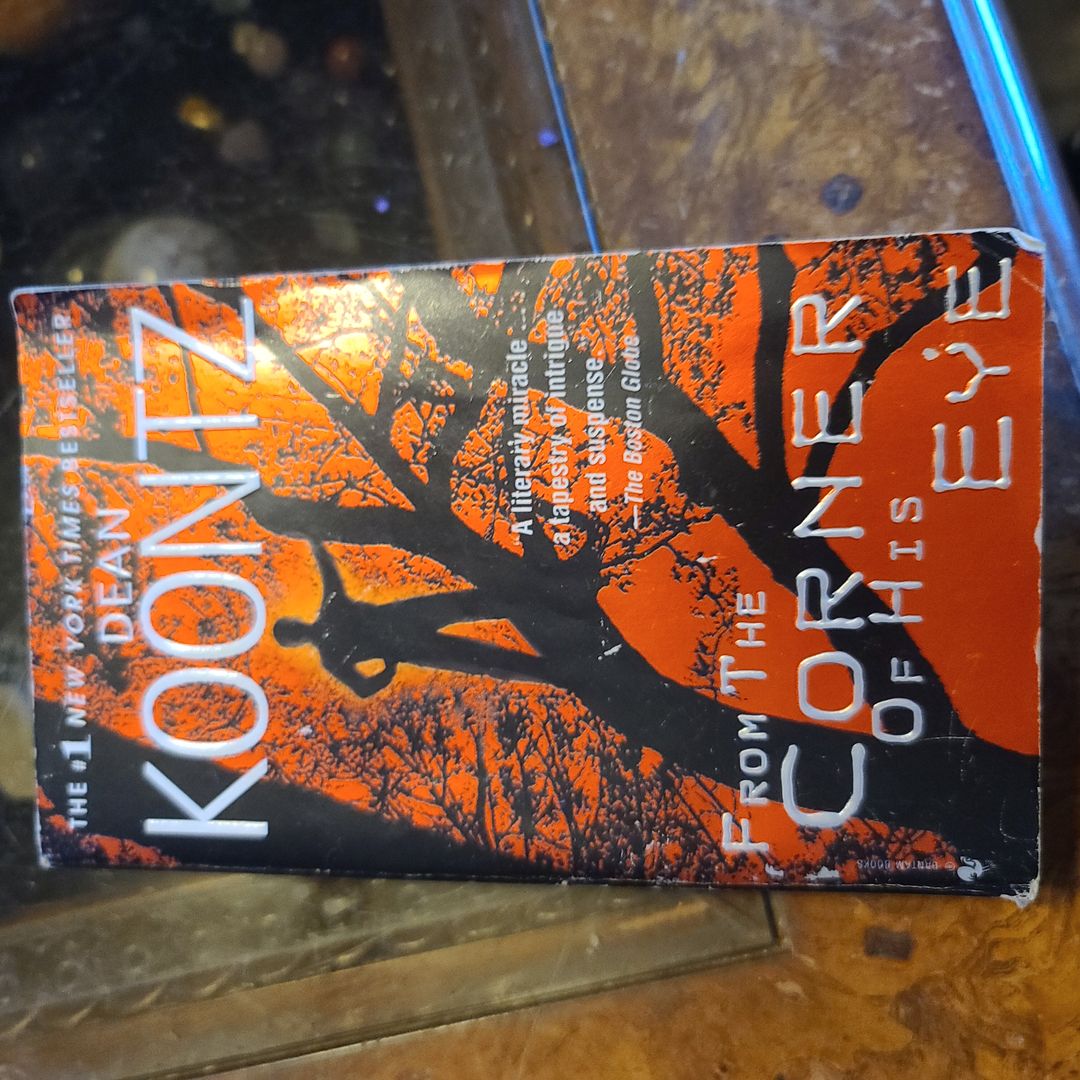 THE #1 NEW YORK TIMES BESTSELLER
DEAN
KOONTZ
"A literary miracle ...
a tapestry of intrigue
and suspense."
—The Boston Globe
FROM THE
CORNER
OF HIS
EYE
BANTAM BOOKS